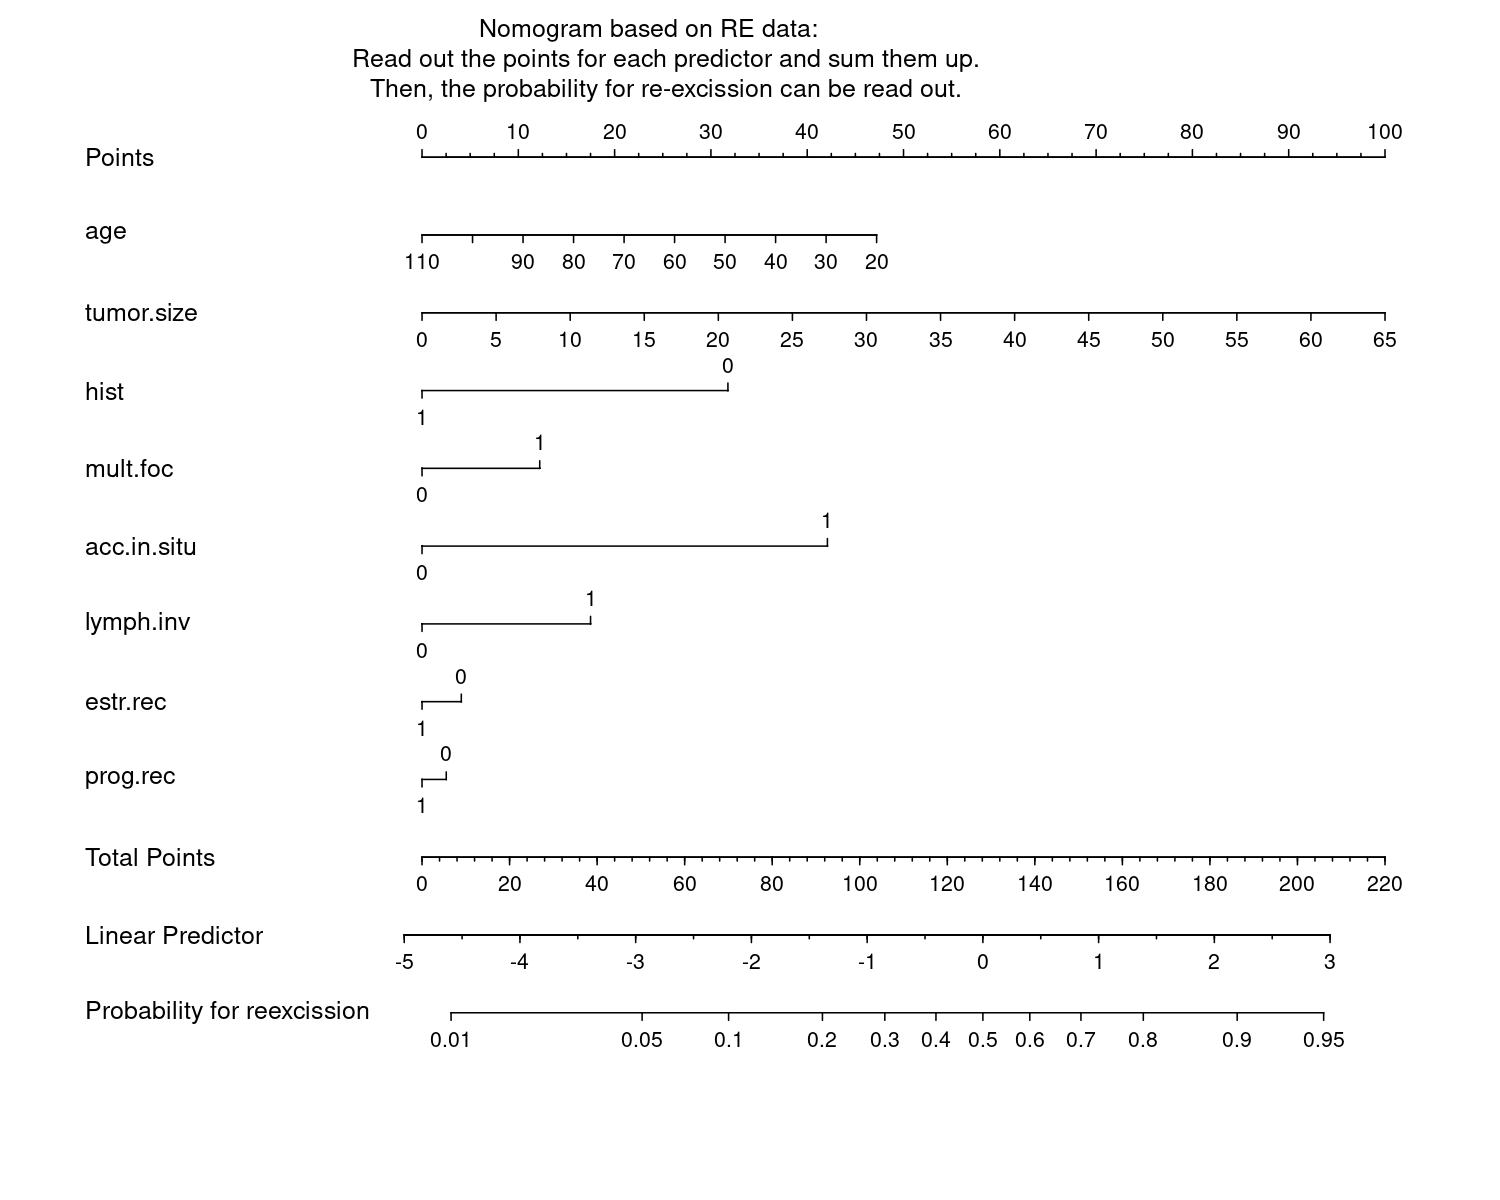 Nomogram based on RE data:
Read out the points for each predictor and sum them up.
Then, the probability for re-excission can be read out.
0 10 20 30 40 50 60 70 80 90 100
Points
age
110 90 80 70 60 50 40 30 20
tumor.size
0 5 10 15 20 25 30 35 40 45 50 55 60 65
0
hist
1
1
mult.foc
0
1
acc.in.situ
0
1
lymph.inv
0
0
estr.rec
1
0
prog.rec
1
Total Points
0 20 40 60 80 100 120 140 160 180 200 220
Linear Predictor
-5 -4 -3 -2 -1 0 1 2 3
Probability for reexcission
0.01 0.05 0.1 0.2 0.3 0.4 0.5 0.6 0.7 0.8 0.9 0.95